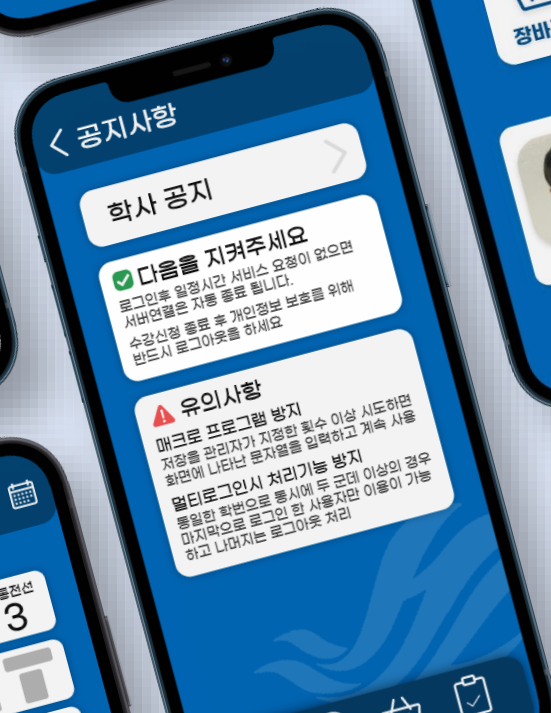 공지사항
학사 공지
다음을 지켜주세요
로그인후 일정시간 서비스 요청이 없으면
서버연결은 자동 종료 됩니다.
수강신청 종료 후 개인정보 보호를 위해
반드시 로그아웃을 하세요
유의사항
매크로 프로그램 방지
저장을 관리자가 지정한 횟수 이상 시도하면
화면에 나타난 문자열을 입력하고 계속 사용
멀티로그인시 처리기능 방지
동일한 학번으로 동시에 두 군데 이상의 경우
마지막으로 로그인 한 사용자만 이용이 가능
하고 나머지는 로그아웃 처리
장바
통전선
3